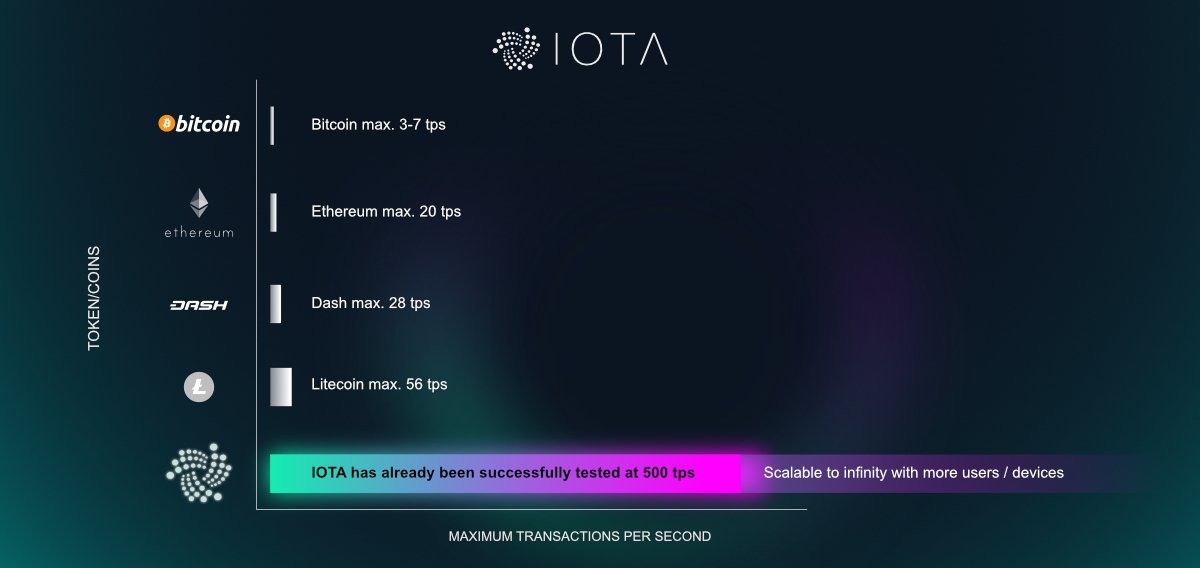 IOTA
bitcoin
Bitcoin max. 3-7 tps
ethereum
Ethereum max. 20 tps
DASH
Dash max. 28 tps
Litecoin max. 56 tps
IOTA has already been successfully tested at 500 tps
Scalable to infinity with more users / devices
TOKEN/COINS
MAXIMUM TRANSACTIONS PER SECOND